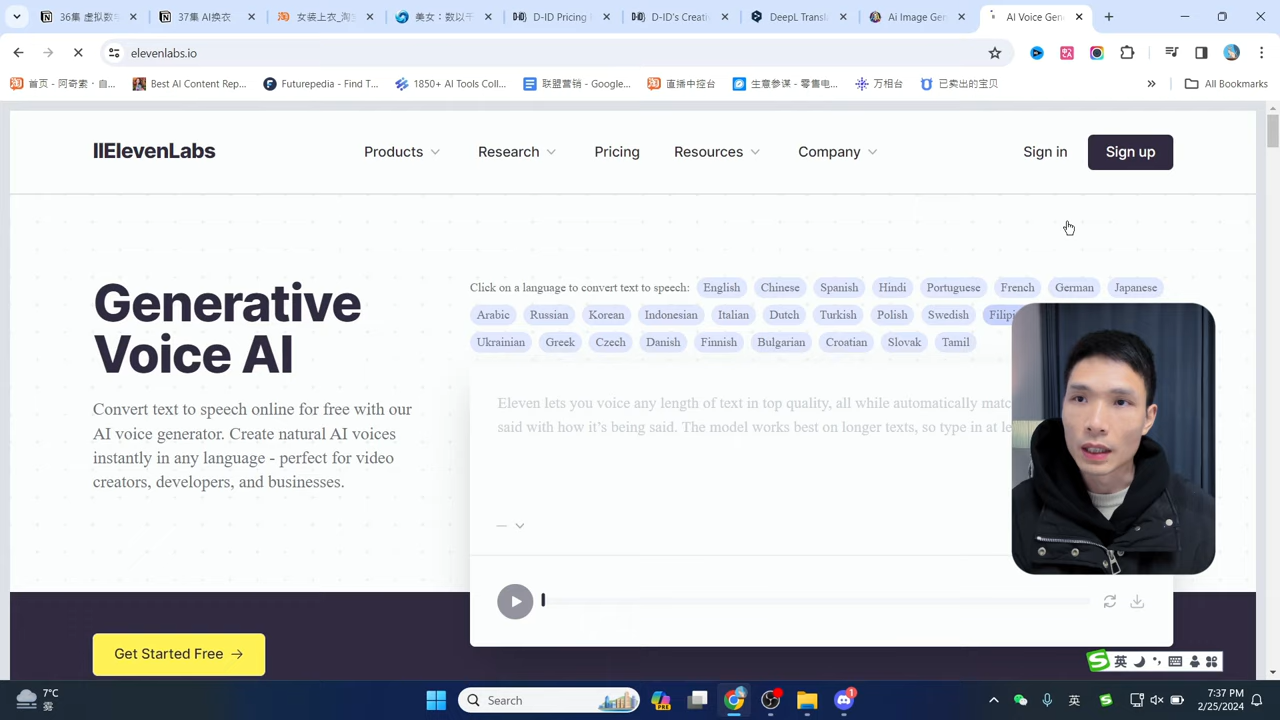 36集 虚拟数
37集 AI换衣
女装上衣_淘
美女：数以千
D-ID Pricing
D-ID's Creat
DeepL Transl
Ai Image Gen
AI Voice Gen
elevenlabs.io
首页 - 阿奇索 - 自...
Best AI Content Rep...
Futurepedia - Find T...
1850+ AI Tools Coll...
联盟营销 - Google...
直播中控台
生意参谋 - 零售电...
万相台
已卖出的宝贝
»
All Bookmarks
IIElevenLabs
Products
Research
Pricing
Resources
Company
Sign in
Sign up
Generative
Voice AI
Convert text to speech online for free with our
AI voice generator. Create natural AI voices
instantly in any language - perfect for video
creators, developers, and businesses.
Click on a language to convert text to speech: English Chinese Spanish Hindi Portuguese French German Japanese
Arabic Russian Korean Indonesian Italian Dutch Turkish Polish Swedish Filipi
Ukrainian Greek Czech Danish Finnish Bulgarian Croatian Slovak Tamil
Eleven lets you voice any length of text in top quality, all while automatically matc
said with how it's being said. The model works best on longer texts, so type in at le
Get Started Free →
英
7°C
雾
Search
1
英
7:37 PM
2/25/2024